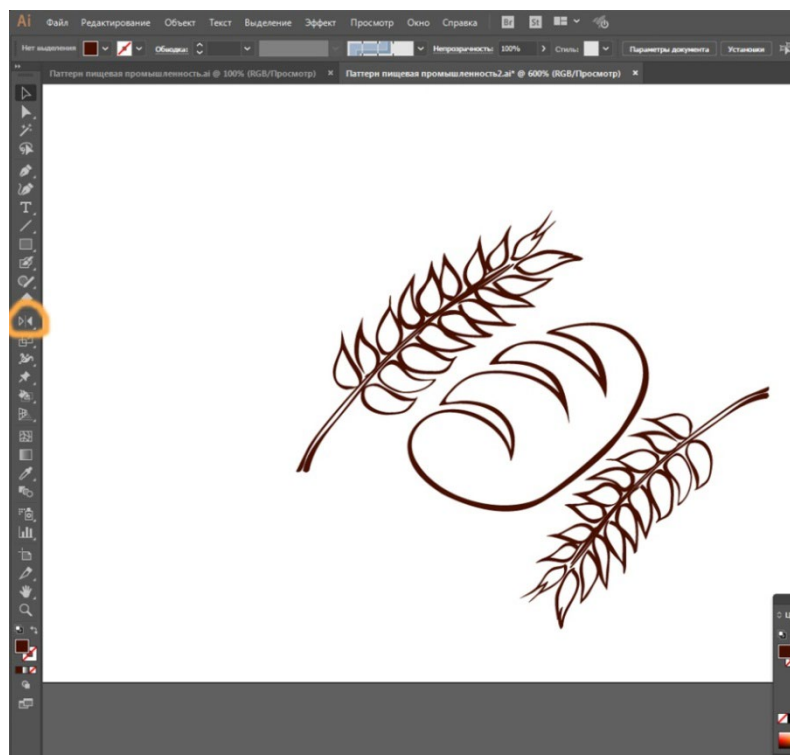 Ai Файл Редактирование Объект Текст Выделение Эффект Просмотр Окно Справка Br St
Нет выделения Обводка: Непрозрачность: 100% Стиль: Параметры документа Установки
Паттерн пищевая промышленность.ai @ 100% (RGB/Просмотр) × Паттерн пищевая промышленность2.ai* @ 600% (RGB/Просмотр) ×